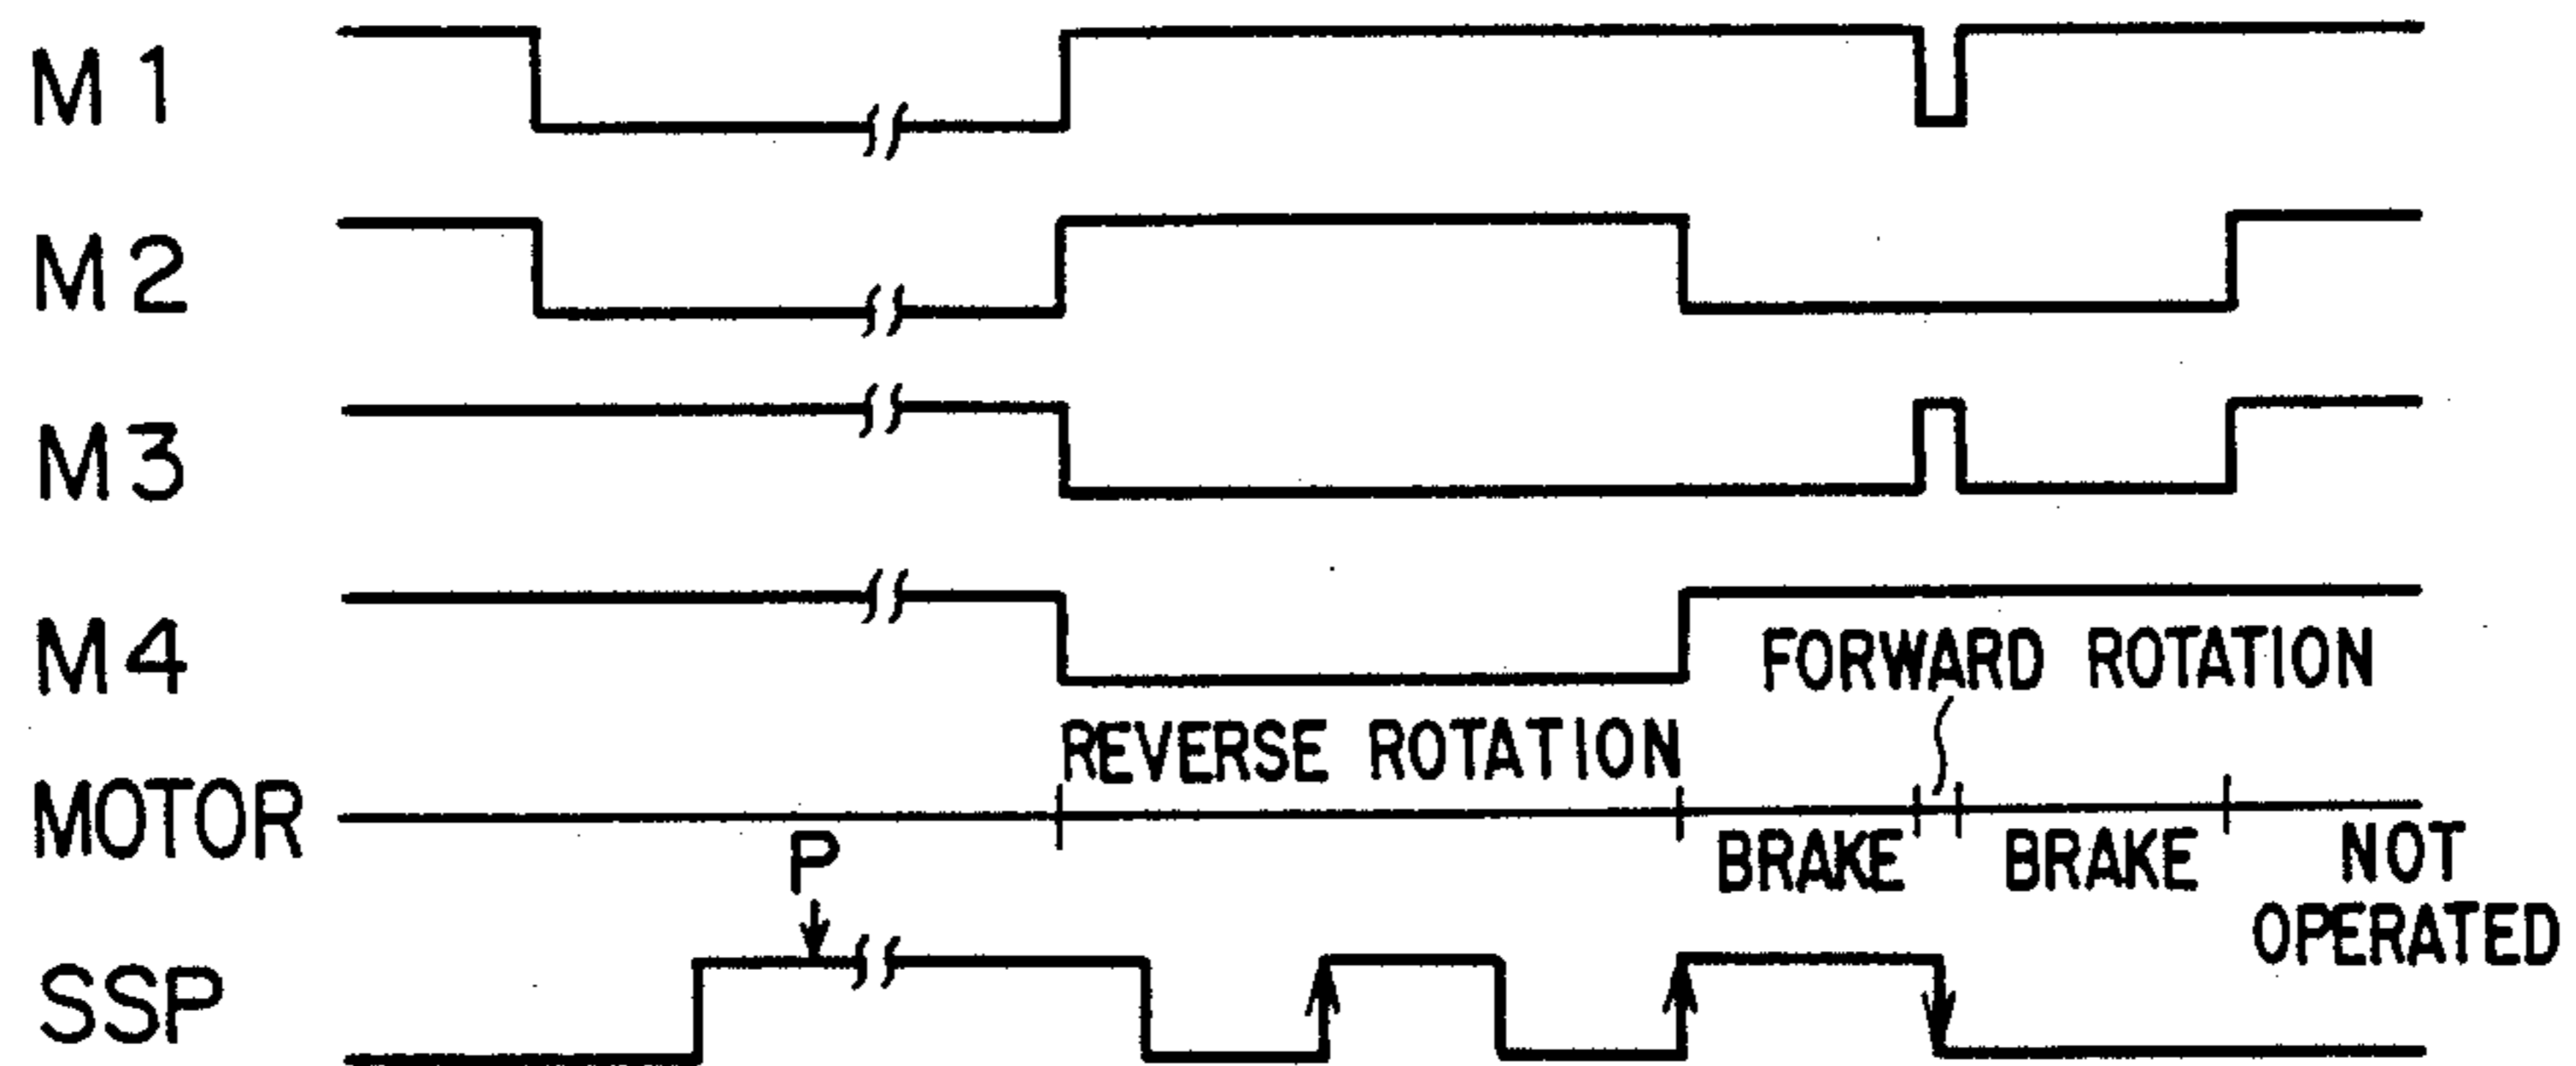 M1
M2
M3
M4
FORWARD ROTATION
REVERSE ROTATION
MOTOR
BRAKE
BRAKE
NOT
OPERATED
P
SSP